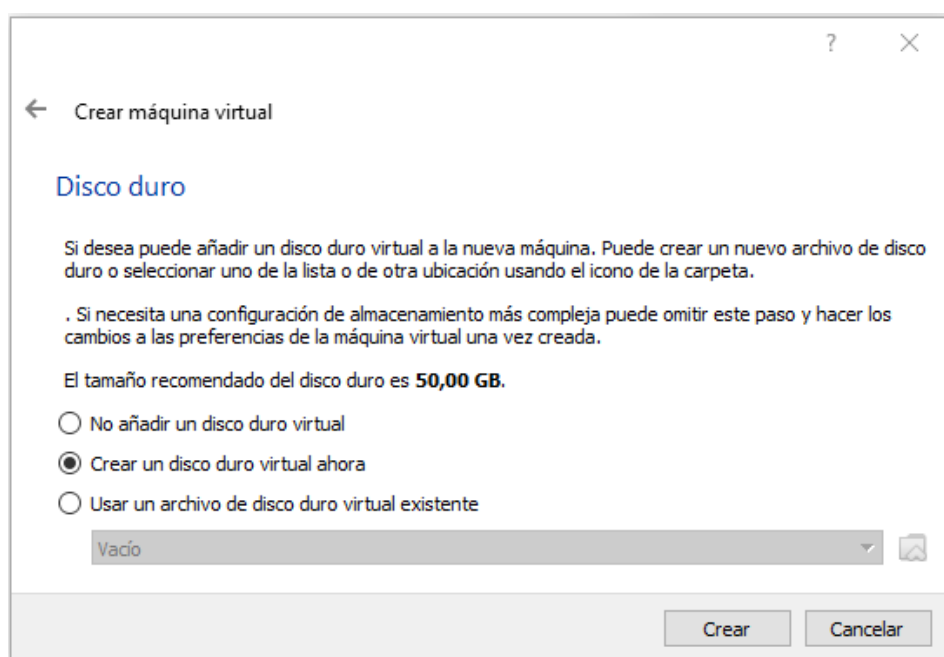 ?
Crear máquina virtual
Disco duro
Si desea puede añadir un disco duro virtual a la nueva máquina. Puede crear un nuevo archivo de disco
duro o seleccionar uno de la lista o de otra ubicación usando el icono de la carpeta.
. Si necesita una configuración de almacenamiento más compleja puede omitir este paso y hacer los
cambios a las preferencias de la máquina virtual una vez creada.
El tamaño recomendado del disco duro es 50,00 GB.
No añadir un disco duro virtual
Crear un disco duro virtual ahora
Usar un archivo de disco duro virtual existente
Vacío
Crear Cancelar